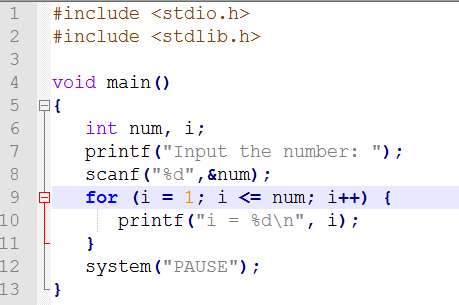 1 #include <stdio.h>
2 #include <stdlib.h>
3
4 void main()
5 {
6 int num, i;
7 printf("Input the number: ");
8 scanf("%d",&num);
9 for (i = 1; i <= num; i++) {
10 printf("i = %d\n", i);
11 }
12 system("PAUSE");
13 }